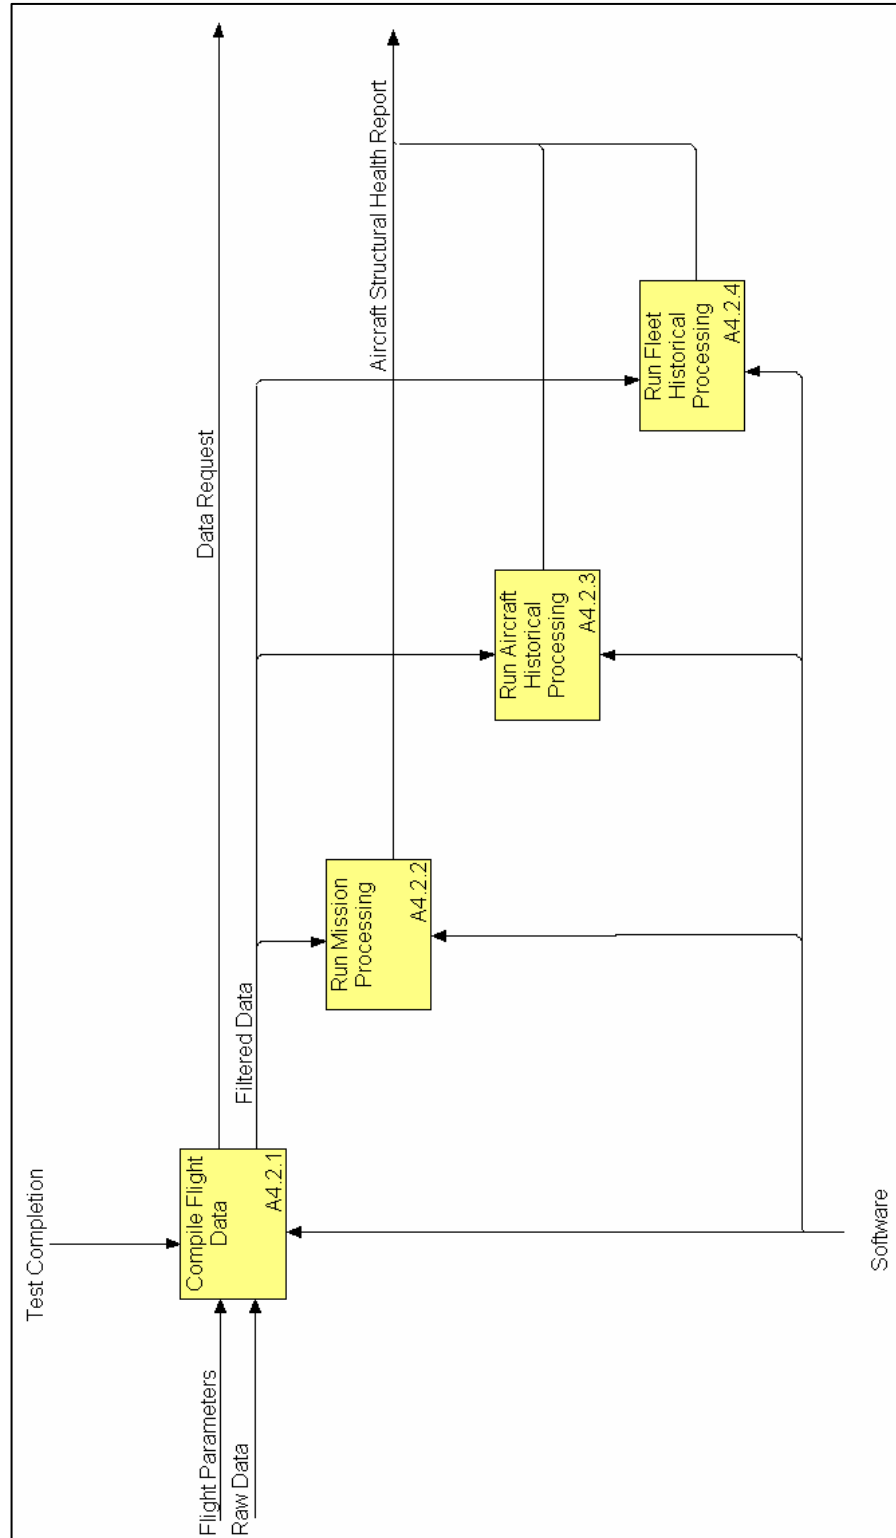 Test Completion
Flight Parameters
Raw Data
Compile Flight
Data
A4.2.1
Data Request
Filtered Data
Run Mission
Processing
A4.2.2
Aircraft Structural Health Report
Run Aircraft
Historical
Processing
A4.2.3
Run Fleet
Historical
Processing
A4.2.4
Software